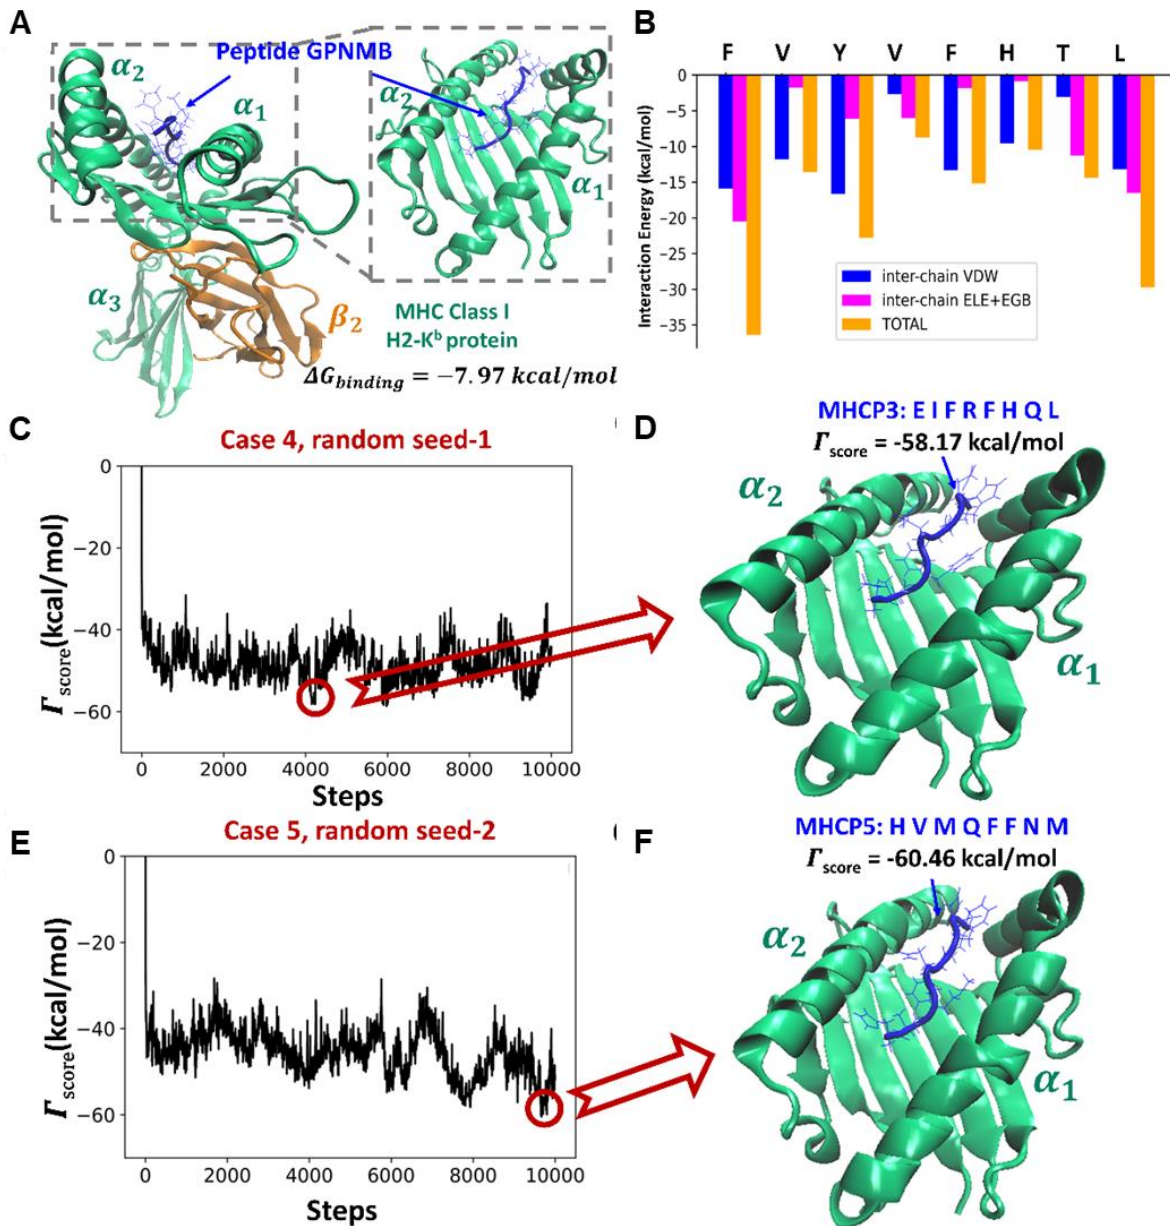 A
Peptide GPNMB
α2
α1
α2
α1
α3
β2
MHC Class I
H2-Kᵇ protein
ΔGbinding = −7.97 kcal/mol
B
F V Y V F H T L
Interaction Energy (kcal/mol)
0
−5
−10
−15
−20
−25
−30
−35
inter-chain VDW
inter-chain ELE+EGB
TOTAL
C
Case 4, random seed-1
Γscore(kcal/mol)
0
−20
−40
−60
0 2000 4000 6000 8000 10000
Steps
D
MHCP3: E I F R F H Q L
Γscore = -58.17 kcal/mol
α2
α1
E
Case 5, random seed-2
Γscore(kcal/mol)
0
−20
−40
−60
0 2000 4000 6000 8000 10000
Steps
F
MHCP5: H V M Q F F N M
Γscore = -60.46 kcal/mol
α2
α1